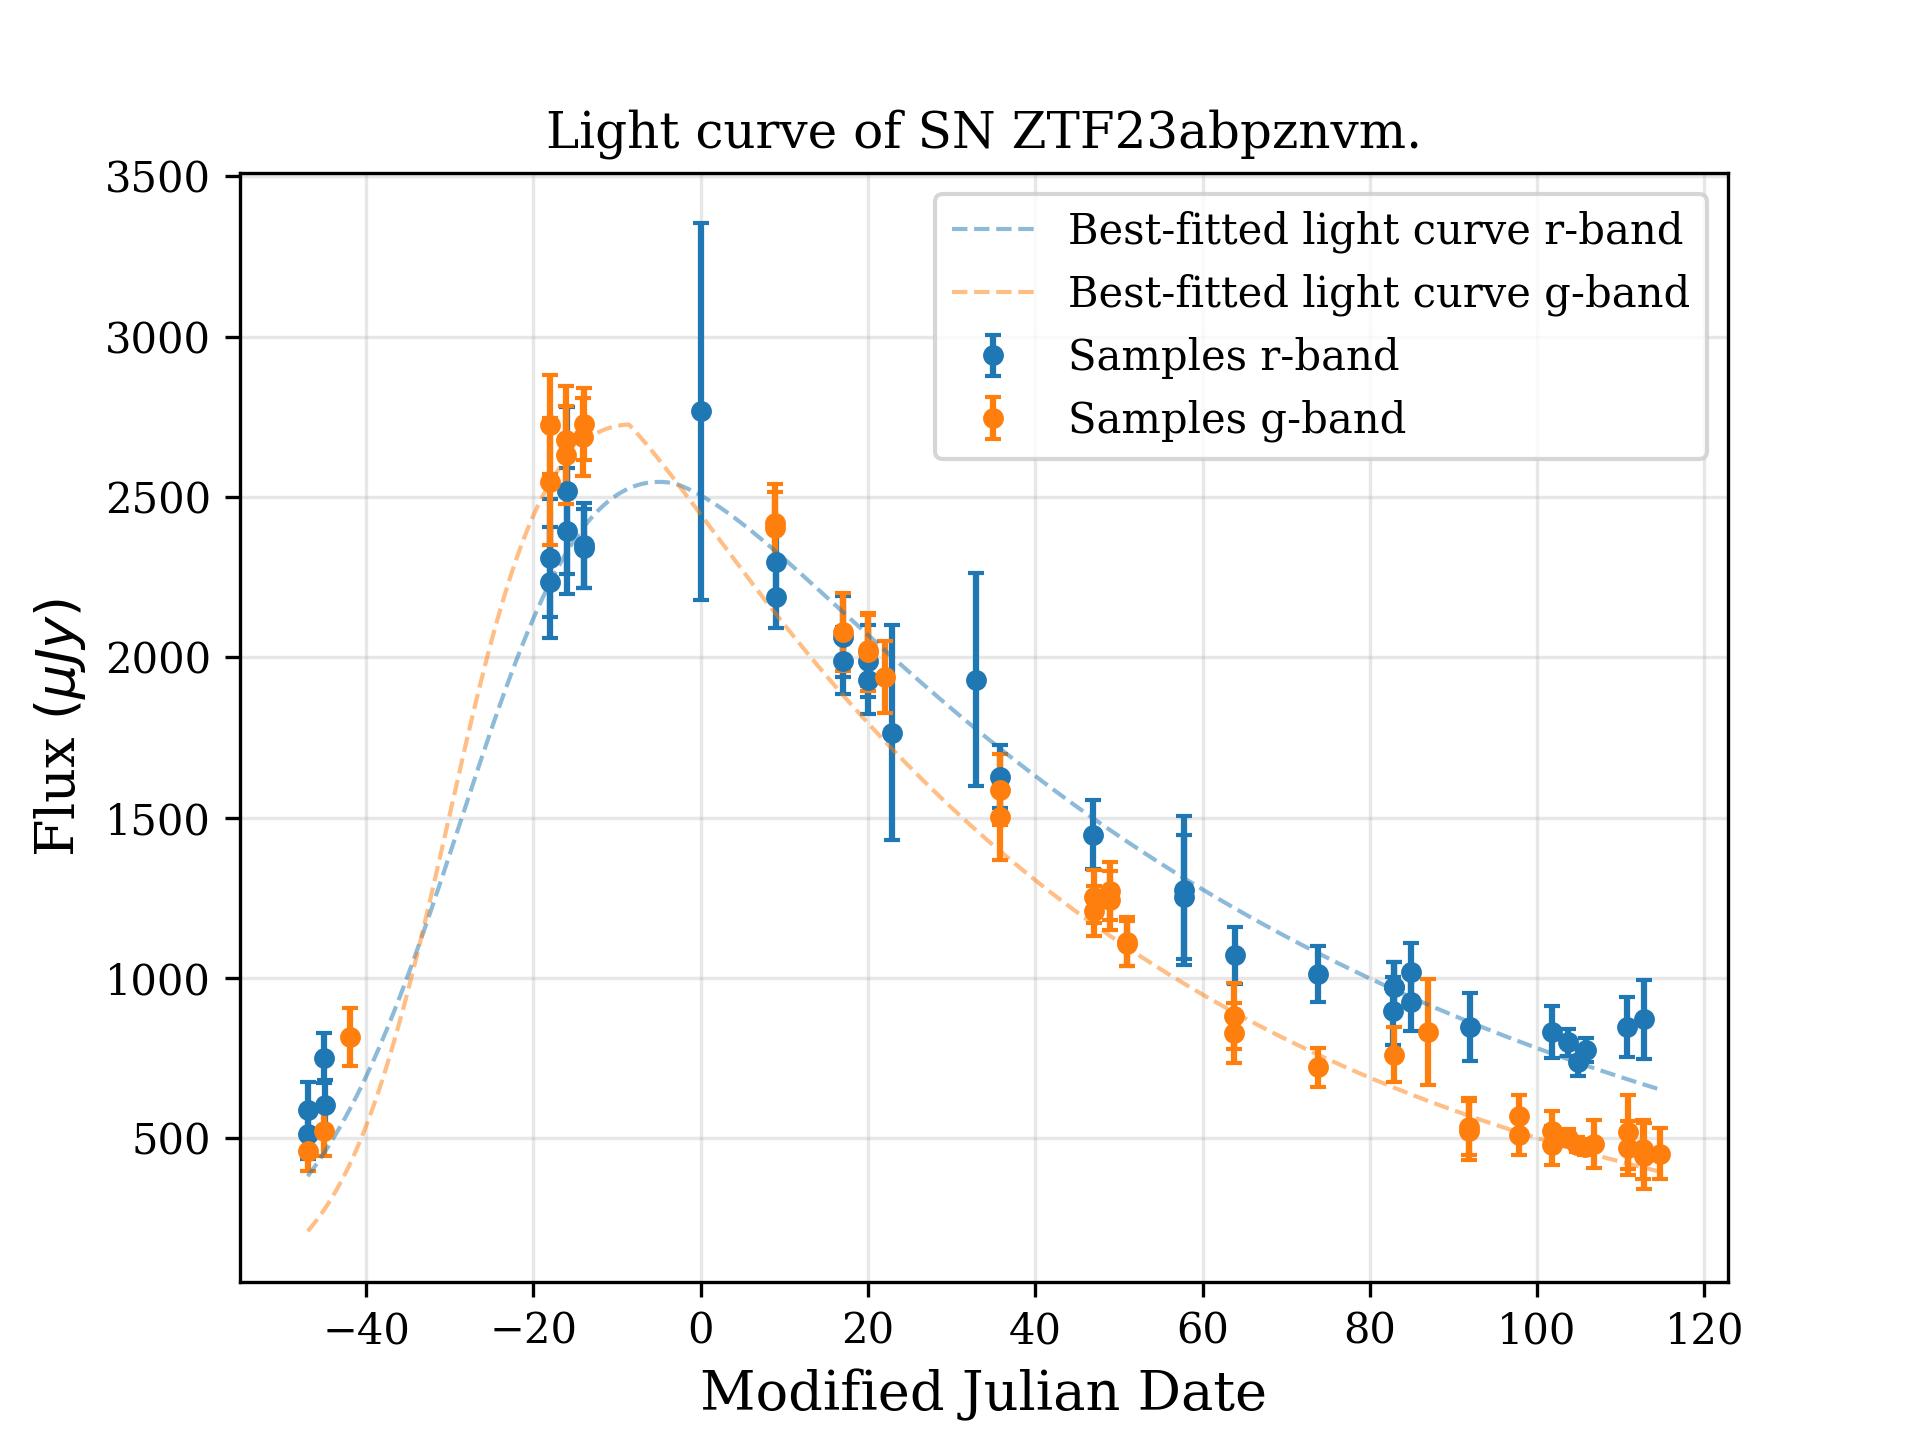 Light curve of SN ZTF23abpznvm.
3500
3000
2500
2000
1500
1000
500
Flux (μJy)
Best-fitted light curve r-band
Best-fitted light curve g-band
Samples r-band
Samples g-band
−40 −20 0 20 40 60 80 100 120
Modified Julian Date